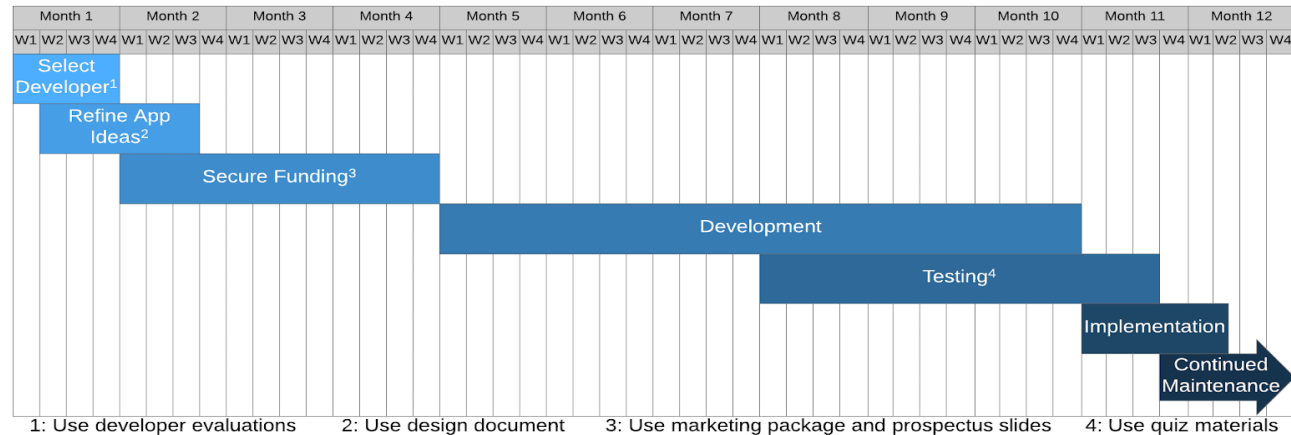 Month 1 Month 2 Month 3 Month 4 Month 5 Month 6 Month 7 Month 8 Month 9 Month 10 Month 11 Month 12
W1 W2 W3 W4 W1 W2 W3 W4 W1 W2 W3 W4 W1 W2 W3 W4 W1 W2 W3 W4 W1 W2 W3 W4 W1 W2 W3 W4 W1 W2 W3 W4 W1 W2 W3 W4 W1 W2 W3 W4 W1 W2 W3 W4 W1 W2 W3 W4
Select
Developer¹
Refine App
Ideas²
Secure Funding³
Development
Testing⁴
Implementation
Continued
Maintenance
1: Use developer evaluations 2: Use design document 3: Use marketing package and prospectus slides 4: Use quiz materials